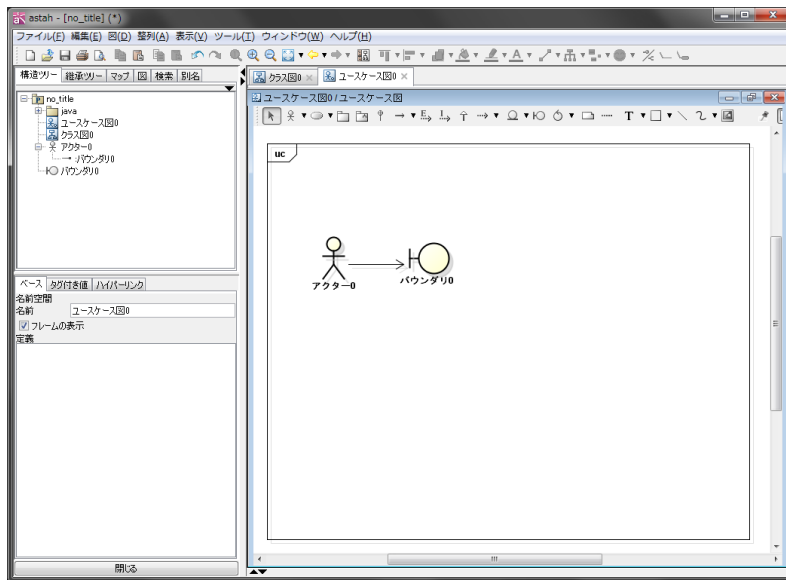 astah - [no_title] (*)
ファイル(F) 編集(E) 図(D) 整列(A) 表示(V) ツール(T) ウィンドウ(W) ヘルプ(H)
構造ツリー 継承ツリー マップ 図 検索 別名
no_title
java
ユースケース図0
クラス図0
アクター0
- バウンダリ0
バウンダリ0
ベース タグ付き値 ハイパーリンク
名前空間
名前 ユースケース図0
フレームの表示
定義
閉じる
クラス図0 ユースケース図0
ユースケース図0 / ユースケース図
uc
アクター0
バウンダリ0